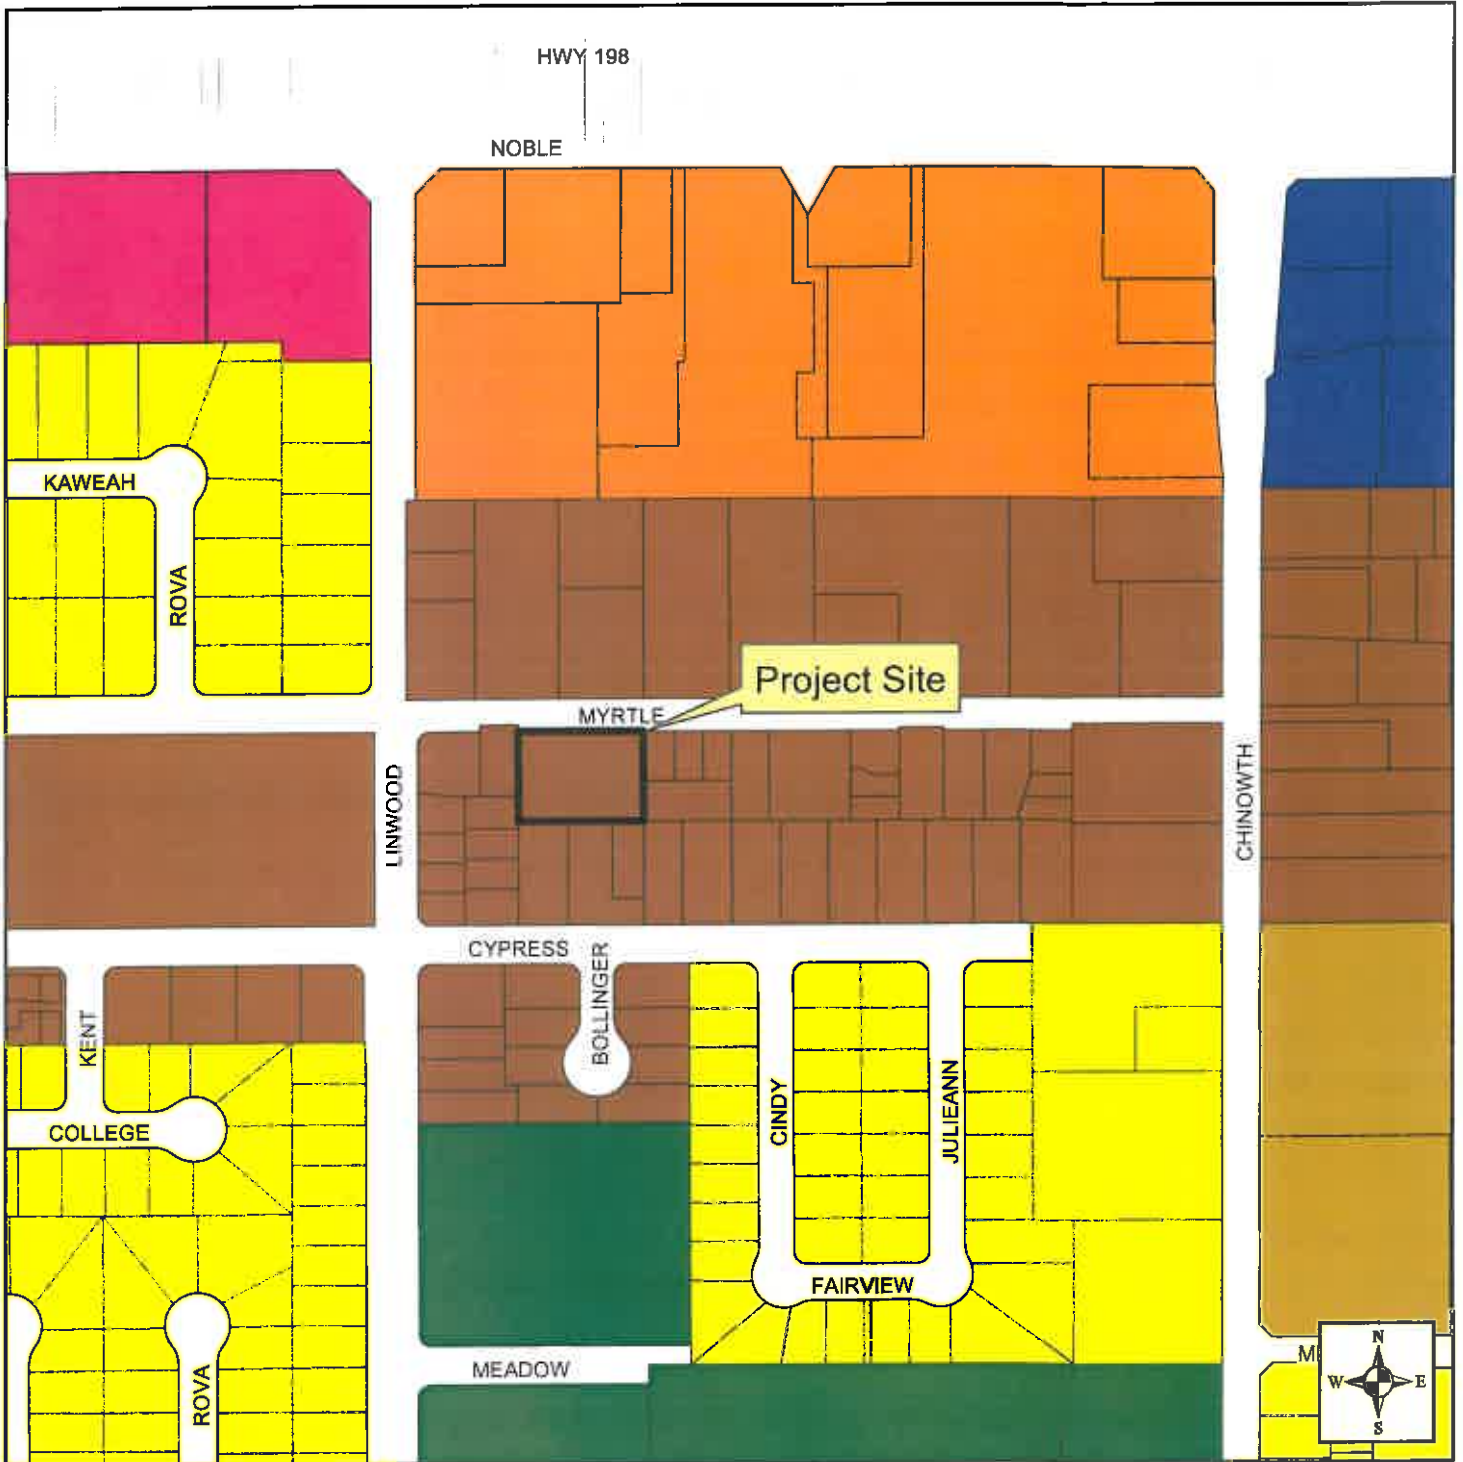 HWY 198
NOBLE
KAWEAH
ROVA
Project Site
MYRTLE
LINWOOD
CHINOWTH
CYPRESS
BOLLINGER
KENT
CINDY
JULIEANN
COLLEGE
FAIRVIEW
MEADOW
ROVA
M
N
W
E
S